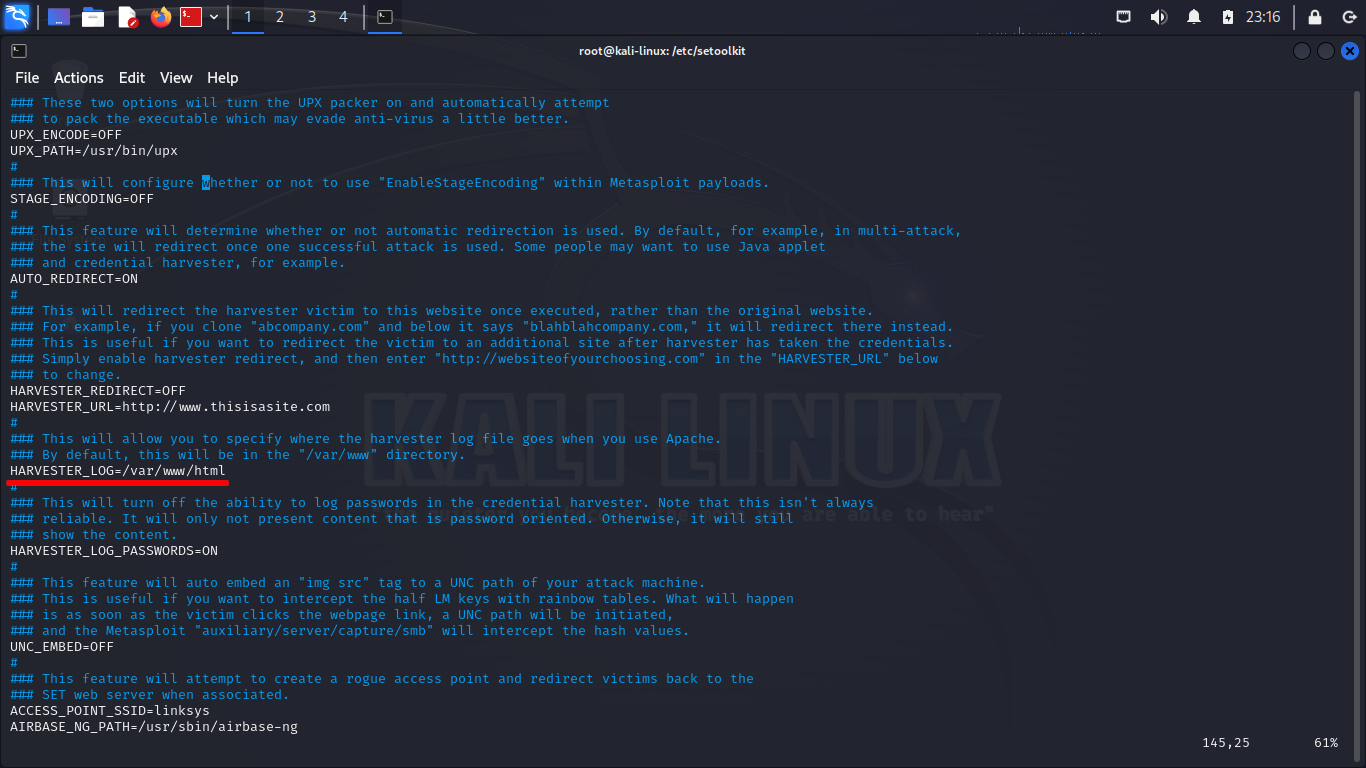 1 2 3 4 23:16
root@kali-linux: /etc/setoolkit
File Actions Edit View Help
### These two options will turn the UPX packer on and automatically attempt
### to pack the executable which may evade anti-virus a little better.
UPX_ENCODE=OFF
UPX_PATH=/usr/bin/upx
#
### This will configure whether or not to use "EnableStageEncoding" within Metasploit payloads.
STAGE_ENCODING=OFF
#
### This feature will determine whether or not automatic redirection is used. By default, for example, in multi-attack,
### the site will redirect once one successful attack is used. Some people may want to use Java applet
### and credential harvester, for example.
AUTO_REDIRECT=ON
#
### This will redirect the harvester victim to this website once executed, rather than the original website.
### For example, if you clone "abcompany.com" and below it says "blahblahcompany.com," it will redirect there instead.
### This is useful if you want to redirect the victim to an additional site after harvester has taken the credentials.
### Simply enable harvester redirect, and then enter "http://websiteofyourchoosing.com" in the "HARVESTER_URL" below
### to change.
HARVESTER_REDIRECT=OFF
HARVESTER_URL=http://www.thisisasite.com
#
### This will allow you to specify where the harvester log file goes when you use Apache.
### By default, this will be in the "/var/www" directory.
HARVESTER_LOG=/var/www/html
#
### This will turn off the ability to log passwords in the credential harvester. Note that this isn't always
### reliable. It will only not present content that is password oriented. Otherwise, it will still
### show the content.
HARVESTER_LOG_PASSWORDS=ON
#
### This feature will auto embed an "img src" tag to a UNC path of your attack machine.
### This is useful if you want to intercept the half LM keys with rainbow tables. What will happen
### is as soon as the victim clicks the webpage link, a UNC path will be initiated,
### and the Metasploit "auxiliary/server/capture/smb" will intercept the hash values.
UNC_EMBED=OFF
#
### This feature will attempt to create a rogue access point and redirect victims back to the
### SET web server when associated.
ACCESS_POINT_SSID=linksys
AIRBASE_NG_PATH=/usr/sbin/airbase-ng
145,25 61%
KALI LINUX
are able to hear"